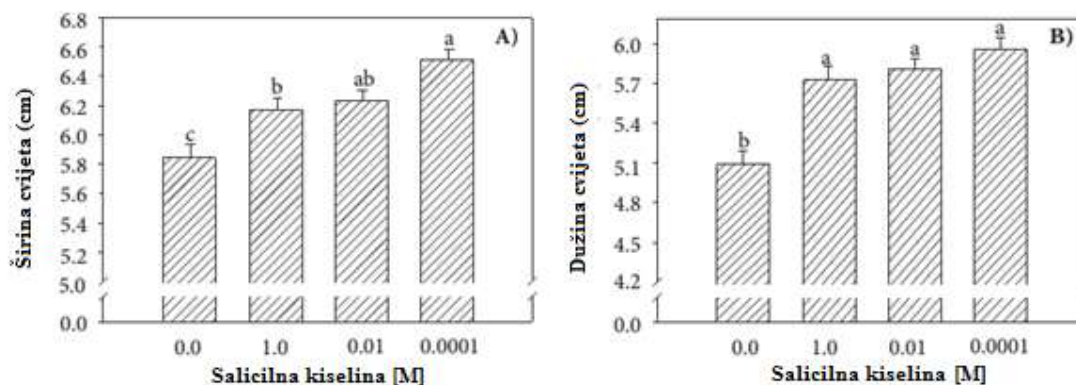 A)
Širina cvijeta (cm)
6.8
6.6
6.4
6.2
6.0
5.8
5.6
5.4
5.2
5.0
0.0
c
b
ab
a
0.0 1.0 0.01 0.0001
Salicilna kiselina [M]
B)
Dužina cvijeta (cm)
6.0
5.7
5.4
5.1
4.8
4.5
4.2
0.0
b
a
a
a
0.0 1.0 0.01 0.0001
Salicilna kiselina [M]